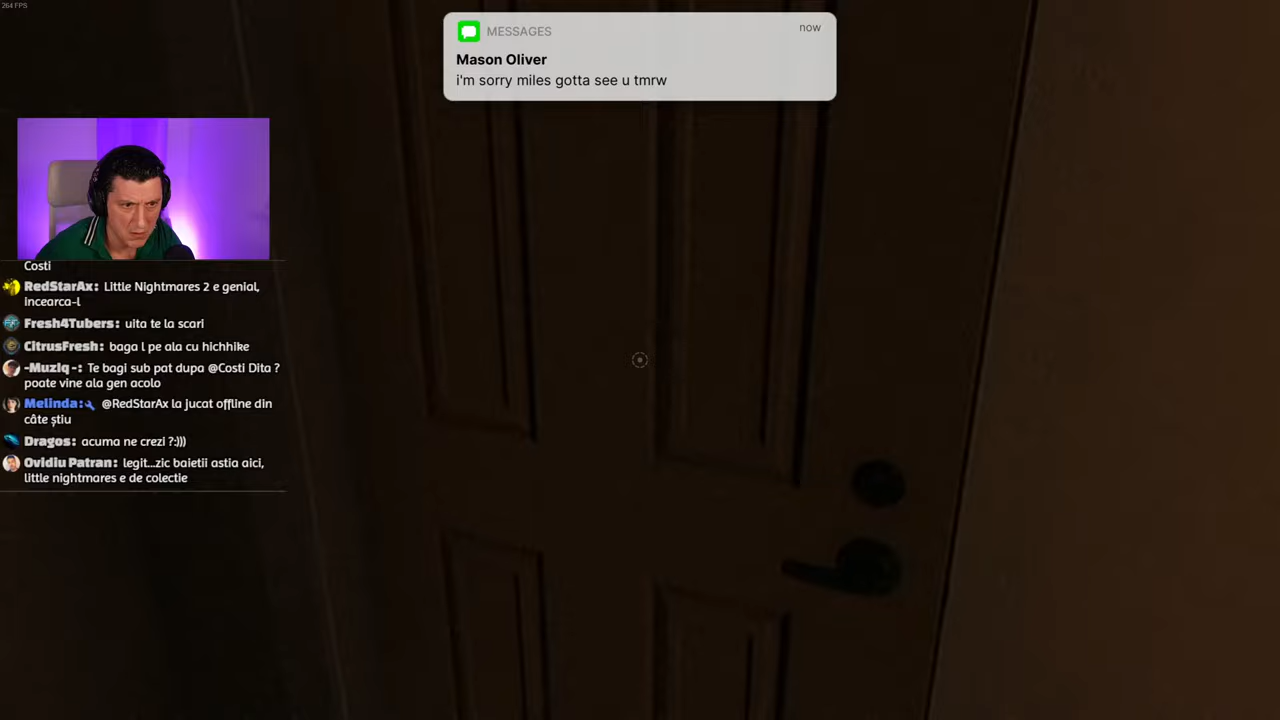 264 FPS
MESSAGES
now
Mason Oliver
i'm sorry miles gotta see u tmrw
Costi
RedStarAx: Little Nightmares 2 e genial,
incearca-l
Fresh4Tubers: uita te la scari
CitrusFresh: baga l pe ala cu hichhike
-Muziq-: Te bagi sub pat dupa @Costi Dita ?
poate vine ala gen acolo
Melinda: @RedStarAx la jucat offline din
câte știu
Dragos: acuma ne crezi ?:)))
Ovidiu Patran: legit...zic baietii astia aici,
little nightmares e de colectie